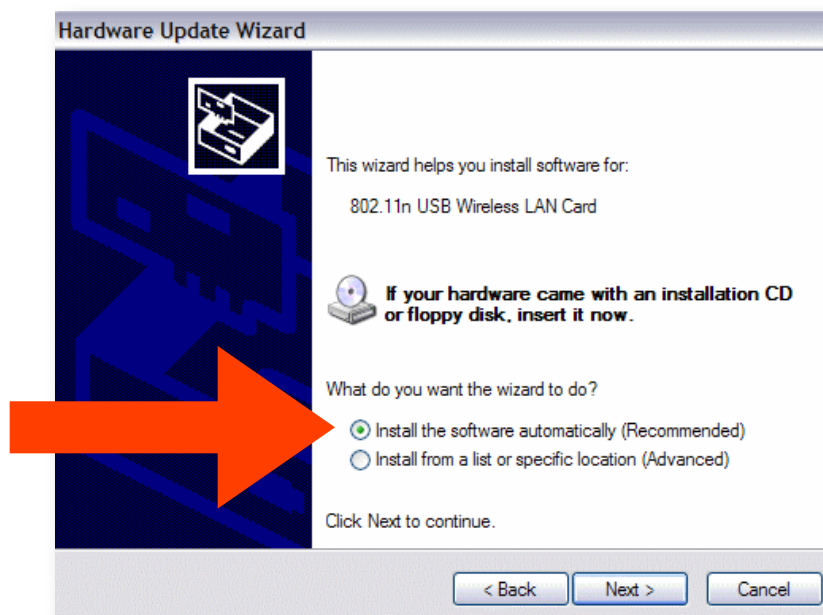 Hardware Update Wizard
This wizard helps you install software for:
802.11n USB Wireless LAN Card
If your hardware came with an installation CD
or floppy disk, insert it now.
What do you want the wizard to do?
Install the software automatically (Recommended)
Install from a list or specific location (Advanced)
Click Next to continue.
< Back
Next >
Cancel